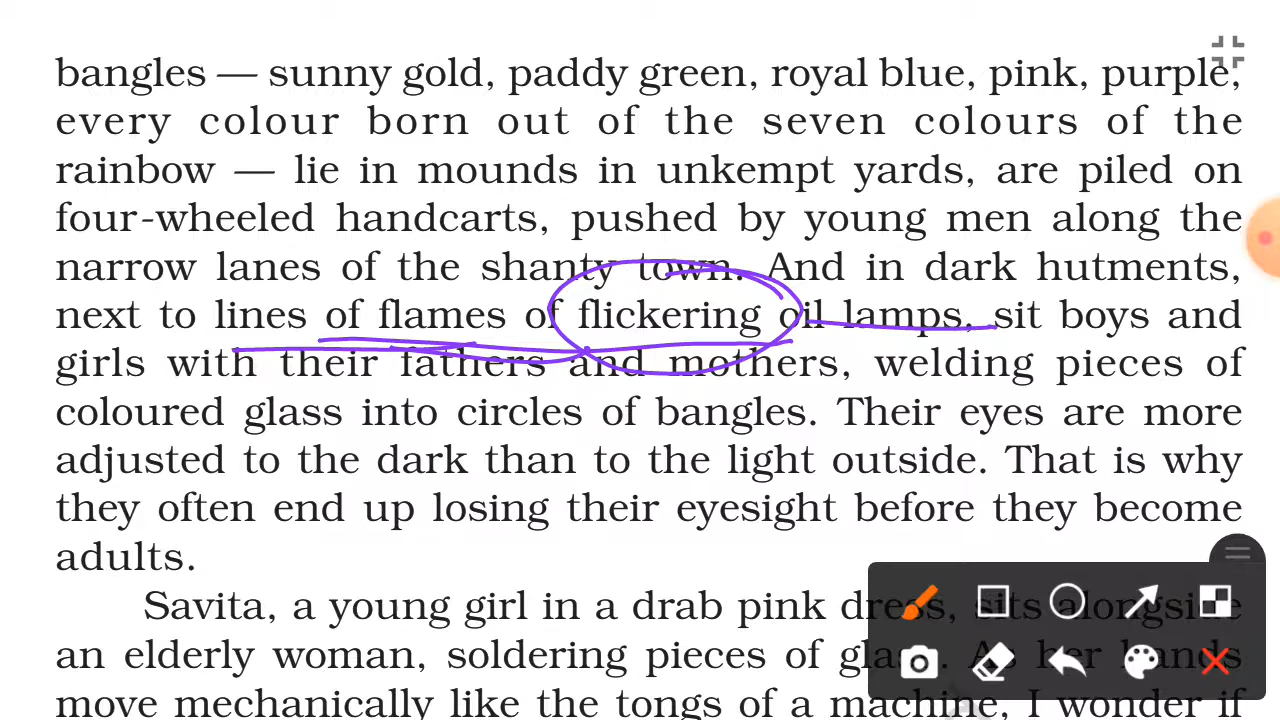 bangles — sunny gold, paddy green, royal blue, pink, purple,
every colour born out of the seven colours of the
rainbow — lie in mounds in unkempt yards, are piled on
four-wheeled handcarts, pushed by young men along the
narrow lanes of the shanty town. And in dark hutments,
next to lines of flames of flickering oil lamps, sit boys and
girls with their fathers and mothers, welding pieces of
coloured glass into circles of bangles. Their eyes are more
adjusted to the dark than to the light outside. That is why
they often end up losing their eyesight before they become
adults.
Savita, a young girl in a drab pink dress, sits alongside
an elderly woman, soldering pieces of glass. As her hands
move mechanically like the tongs of a machine, I wonder if